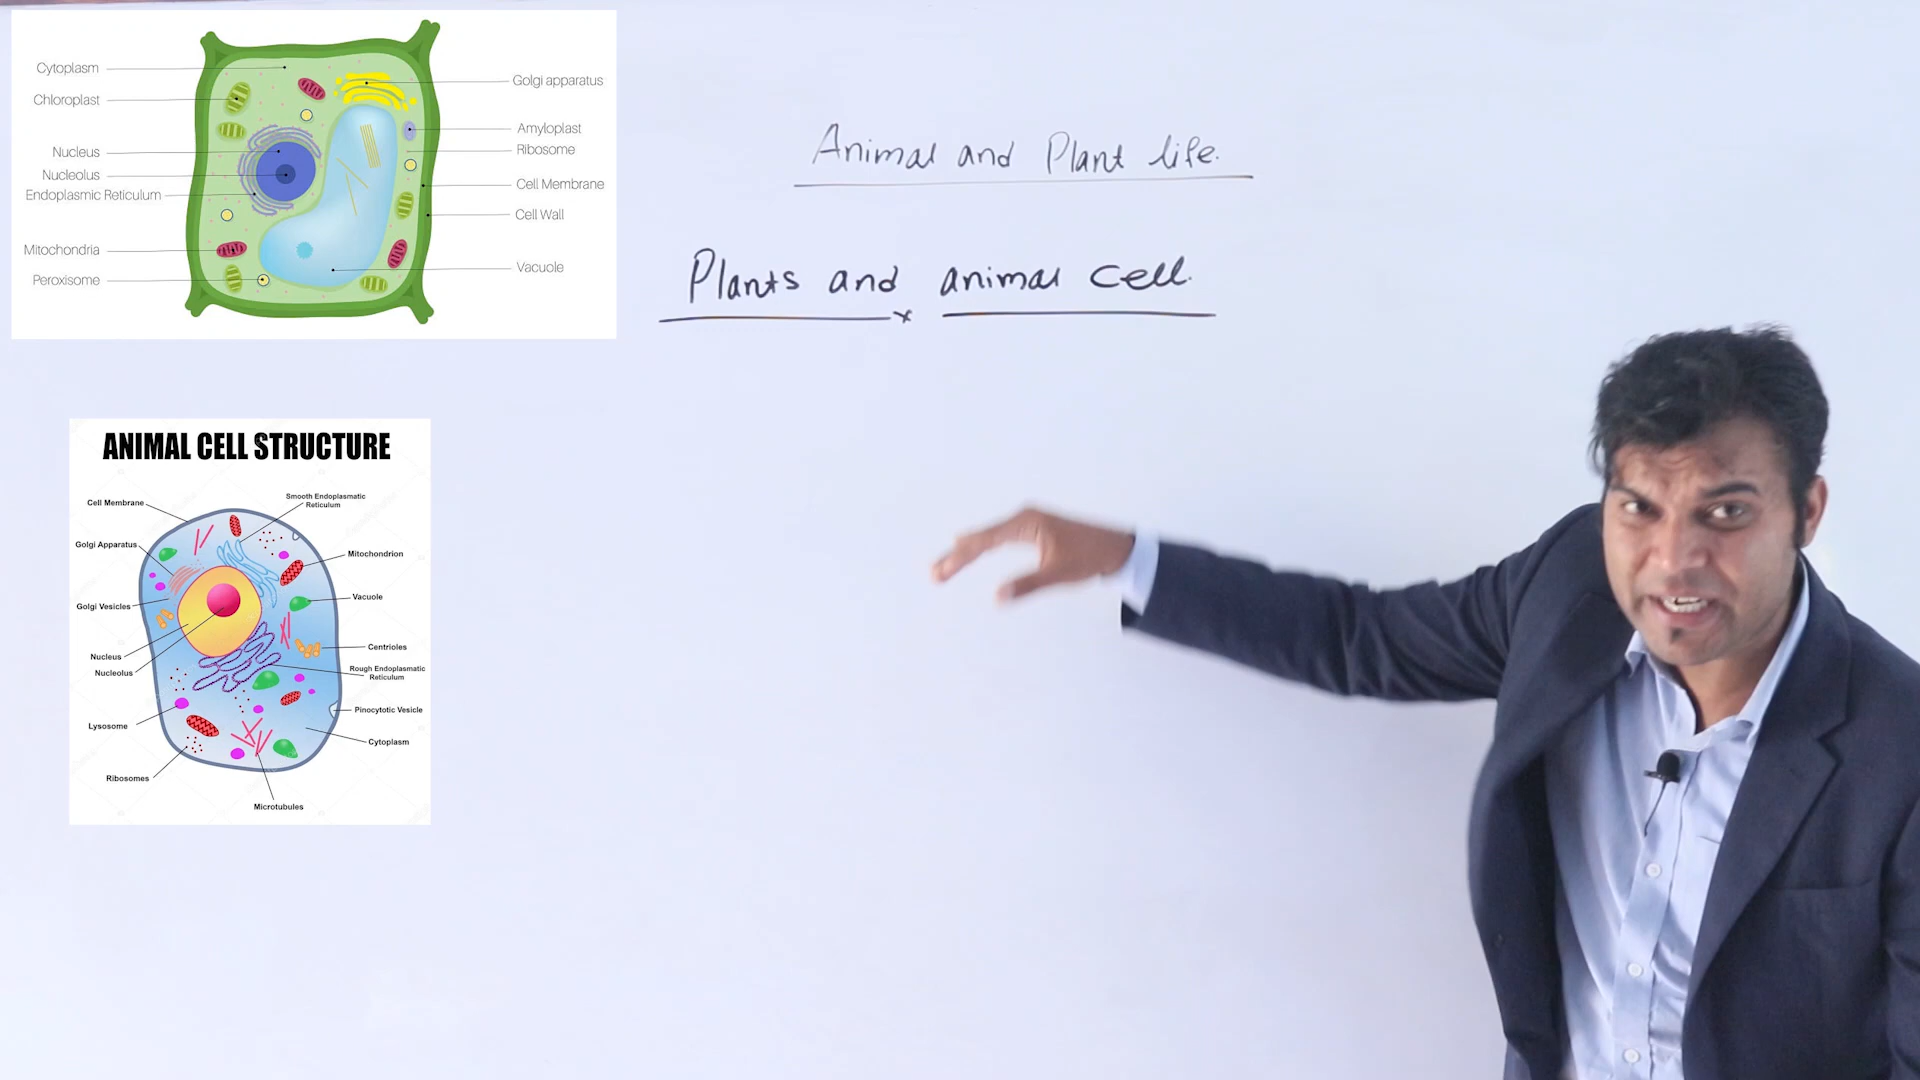 Cytoplasm
Chloroplast
Nucleus
Nucleolus
Endoplasmic Reticulum
Mitochondria
Peroxisome
Golgi apparatus
Amyloplast
Ribosome
Cell Membrane
Cell Wall
Vacuole
Animal and Plant life.
Plants and animal cell.
ANIMAL CELL STRUCTURE
Cell Membrane
Golgi Apparatus
Golgi Vesicles
Nucleus
Nucleolus
Lysosome
Ribosomes
Smooth Endoplasmatic
Reticulum
Mitochondrion
Vacuole
Centrioles
Rough Endoplasmatic
Reticulum
Pinocytotic Vesicle
Cytoplasm
Microtubules